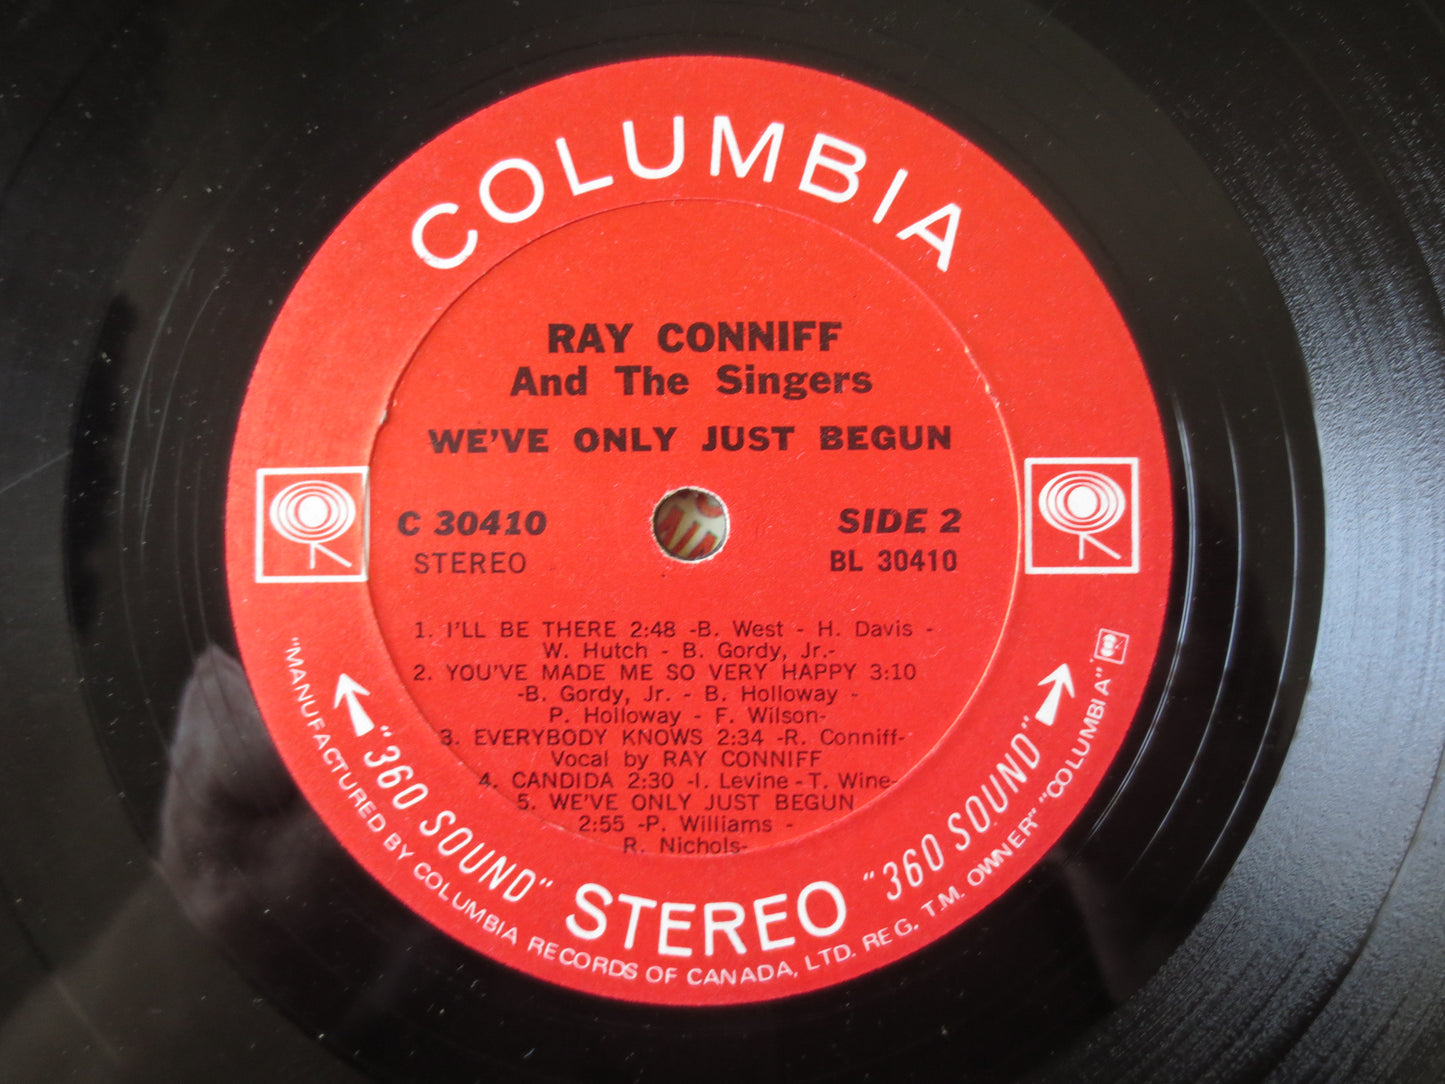 COLUMBIA
RAY CONNIFF
And The Singers
WE'VE ONLY JUST BEGUN
C 30410
STEREO
SIDE 2
BL 30410
1. I'LL BE THERE 2:48 -B. West - H. Davis -
W. Hutch - B. Gordy, Jr.-
2. YOU'VE MADE ME SO VERY HAPPY 3:10
-B. Gordy, Jr. - B. Holloway -
P. Holloway - F. Wilson-
3. EVERYBODY KNOWS 2:34 -R. Conniff-
Vocal by RAY CONNIFF
4. CANDIDA 2:30 -I. Levine - T. Wine-
5. WE'VE ONLY JUST BEGUN
2:55 -P. Williams -
R. Nichols-
"360 SOUND" STEREO "360 SOUND"
"MANUFACTURED BY COLUMBIA RECORDS OF CANADA, LTD. REG. T.M. OWNER" "COLUMBIA"